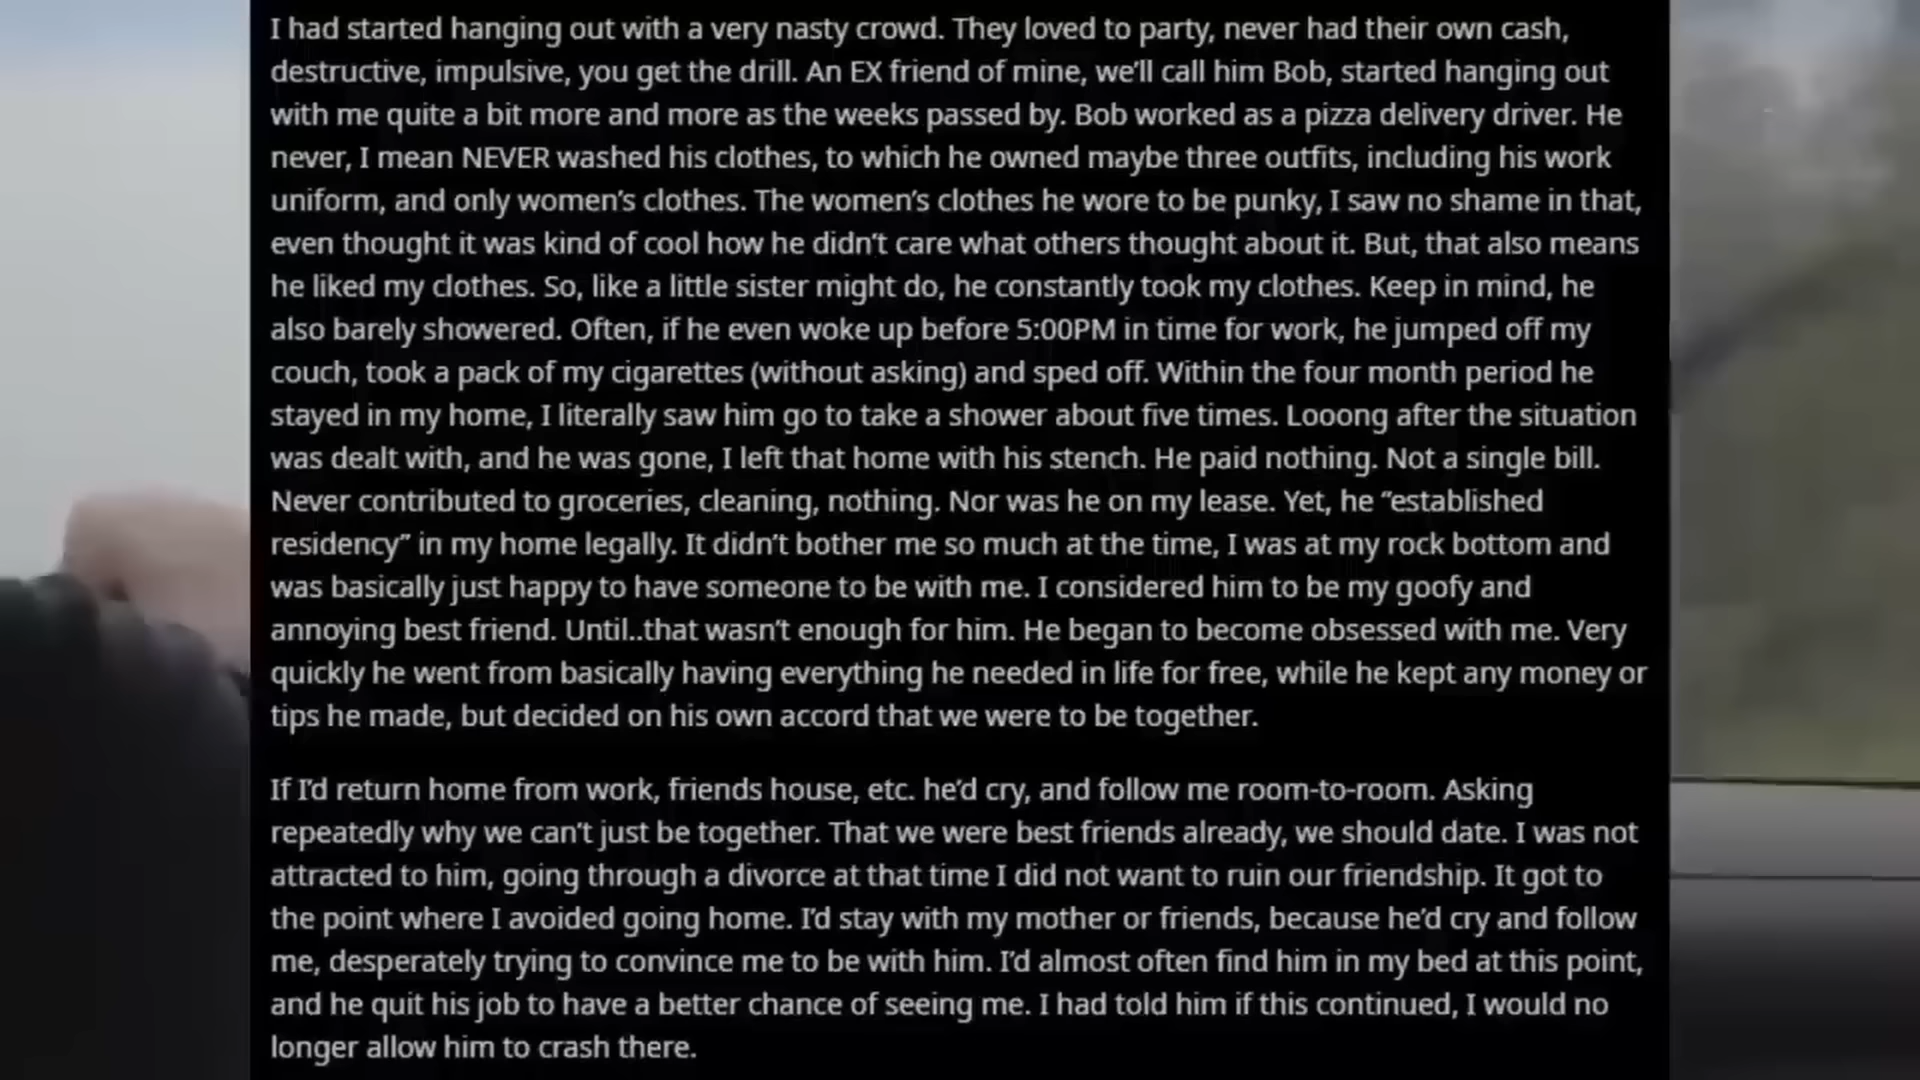 I had started hanging out with a very nasty crowd. They loved to party, never had their own cash,
destructive, impulsive, you get the drill. An EX friend of mine, we'll call him Bob, started hanging out
with me quite a bit more and more as the weeks passed by. Bob worked as a pizza delivery driver. He
never, I mean NEVER washed his clothes, to which he owned maybe three outfits, including his work
uniform, and only women's clothes. The women's clothes he wore to be punky, I saw no shame in that,
even thought it was kind of cool how he didn't care what others thought about it. But, that also means
he liked my clothes. So, like a little sister might do, he constantly took my clothes. Keep in mind, he
also barely showered. Often, if he even woke up before 5:00PM in time for work, he jumped off my
couch, took a pack of my cigarettes (without asking) and sped off. Within the four month period he
stayed in my home, I literally saw him go to take a shower about five times. Looong after the situation
was dealt with, and he was gone, I left that home with his stench. He paid nothing. Not a single bill.
Never contributed to groceries, cleaning, nothing. Nor was he on my lease. Yet, he “established
residency” in my home legally. It didn't bother me so much at the time, I was at my rock bottom and
was basically just happy to have someone to be with me. I considered him to be my goofy and
annoying best friend. Until..that wasn't enough for him. He began to become obsessed with me. Very
quickly he went from basically having everything he needed in life for free, while he kept any money or
tips he made, but decided on his own accord that we were to be together.
If I'd return home from work, friends house, etc. he'd cry, and follow me room-to-room. Asking
repeatedly why we can't just be together. That we were best friends already, we should date. I was not
attracted to him, going through a divorce at that time I did not want to ruin our friendship. It got to
the point where I avoided going home. I'd stay with my mother or friends, because he'd cry and follow
me, desperately trying to convince me to be with him. I'd almost often find him in my bed at this point,
and he quit his job to have a better chance of seeing me. I had told him if this continued, I would no
longer allow him to crash there.